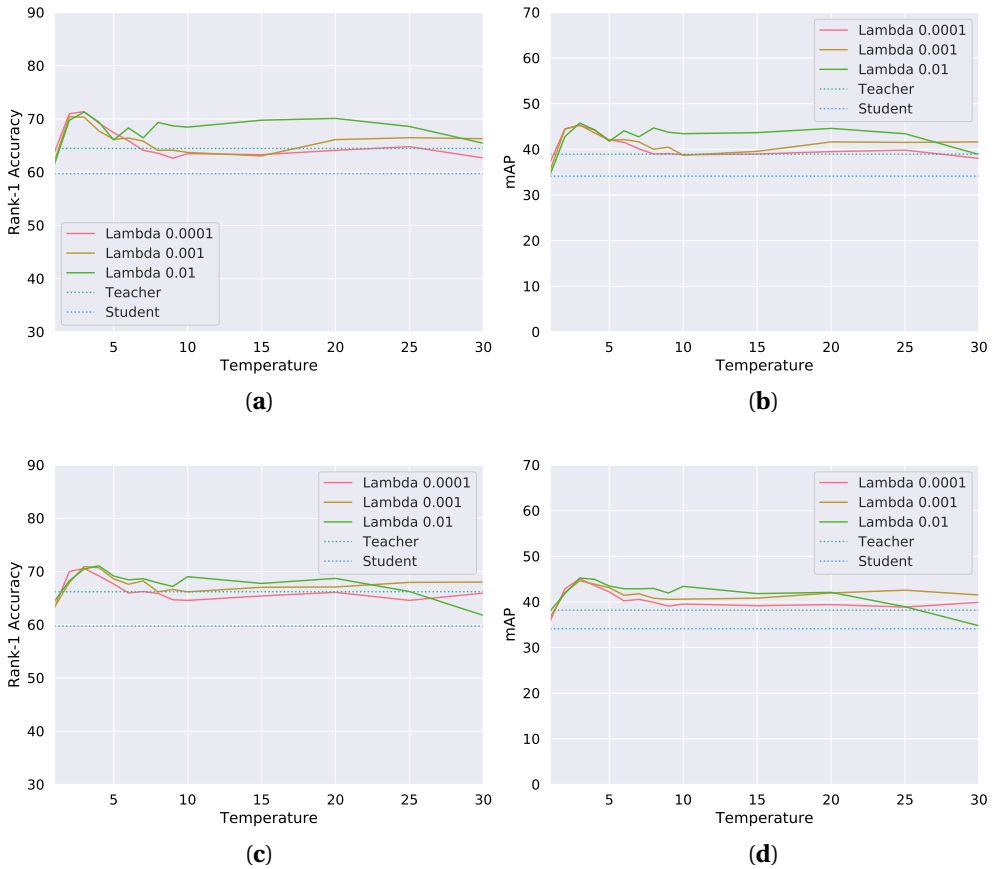 90
80
70
60
50
40
30
Rank-1 Accuracy
Lambda 0.0001
Lambda 0.001
Lambda 0.01
Teacher
Student
5 10 15 20 25 30
Temperature
(a)
70
60
50
40
30
20
10
0
mAP
Lambda 0.0001
Lambda 0.001
Lambda 0.01
Teacher
Student
5 10 15 20 25 30
Temperature
(b)
90
80
70
60
50
40
30
Rank-1 Accuracy
Lambda 0.0001
Lambda 0.001
Lambda 0.01
Teacher
Student
5 10 15 20 25 30
Temperature
(c)
70
60
50
40
30
20
10
0
mAP
Lambda 0.0001
Lambda 0.001
Lambda 0.01
Teacher
Student
5 10 15 20 25 30
Temperature
(d)